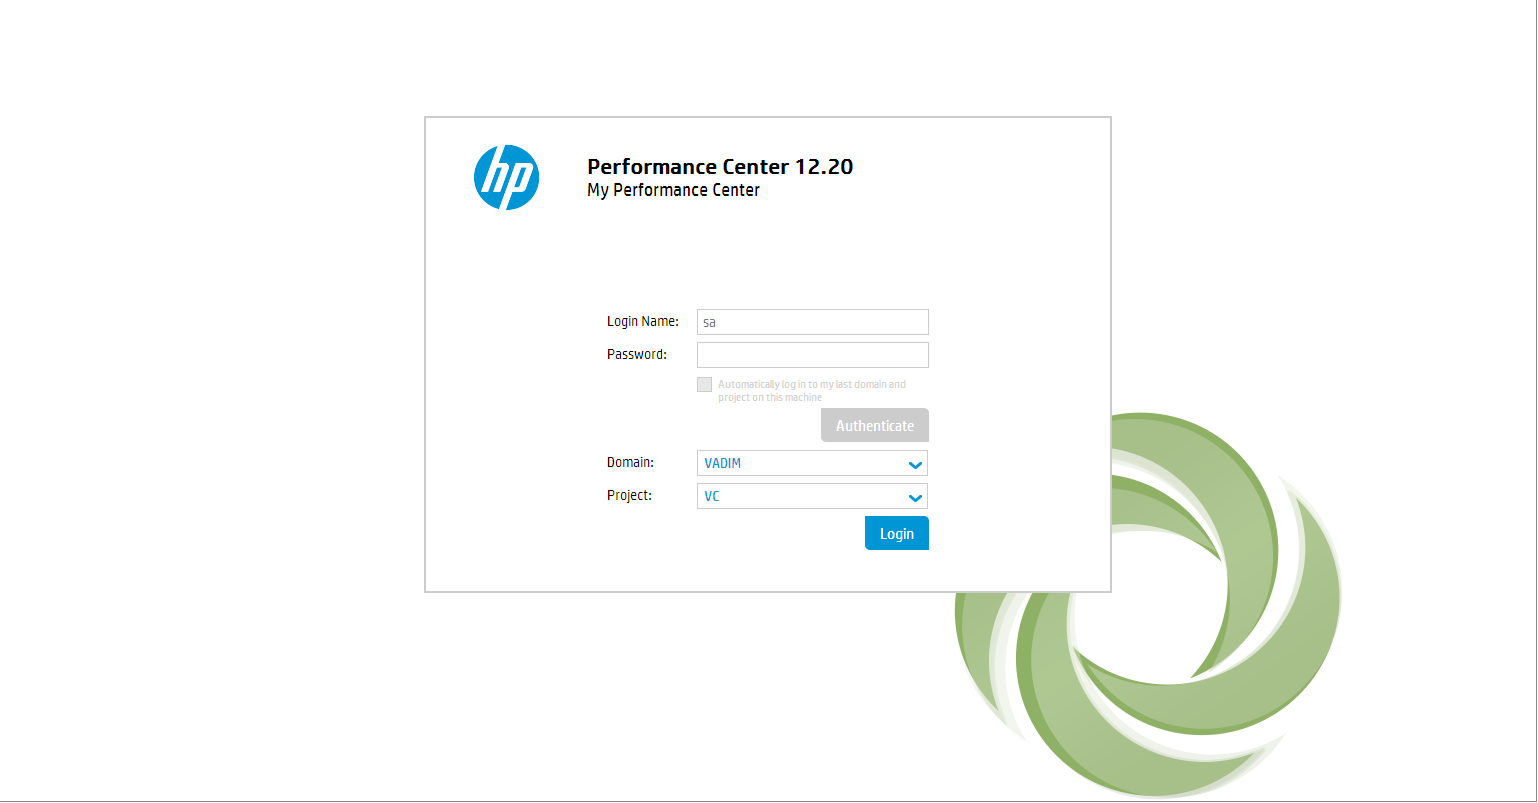 hp
Performance Center 12.20
My Performance Center
Login Name:
sa
Password:
Automatically log in to my last domain and
project on this machine
Authenticate
Domain:
VADIM
Project:
VC
Login